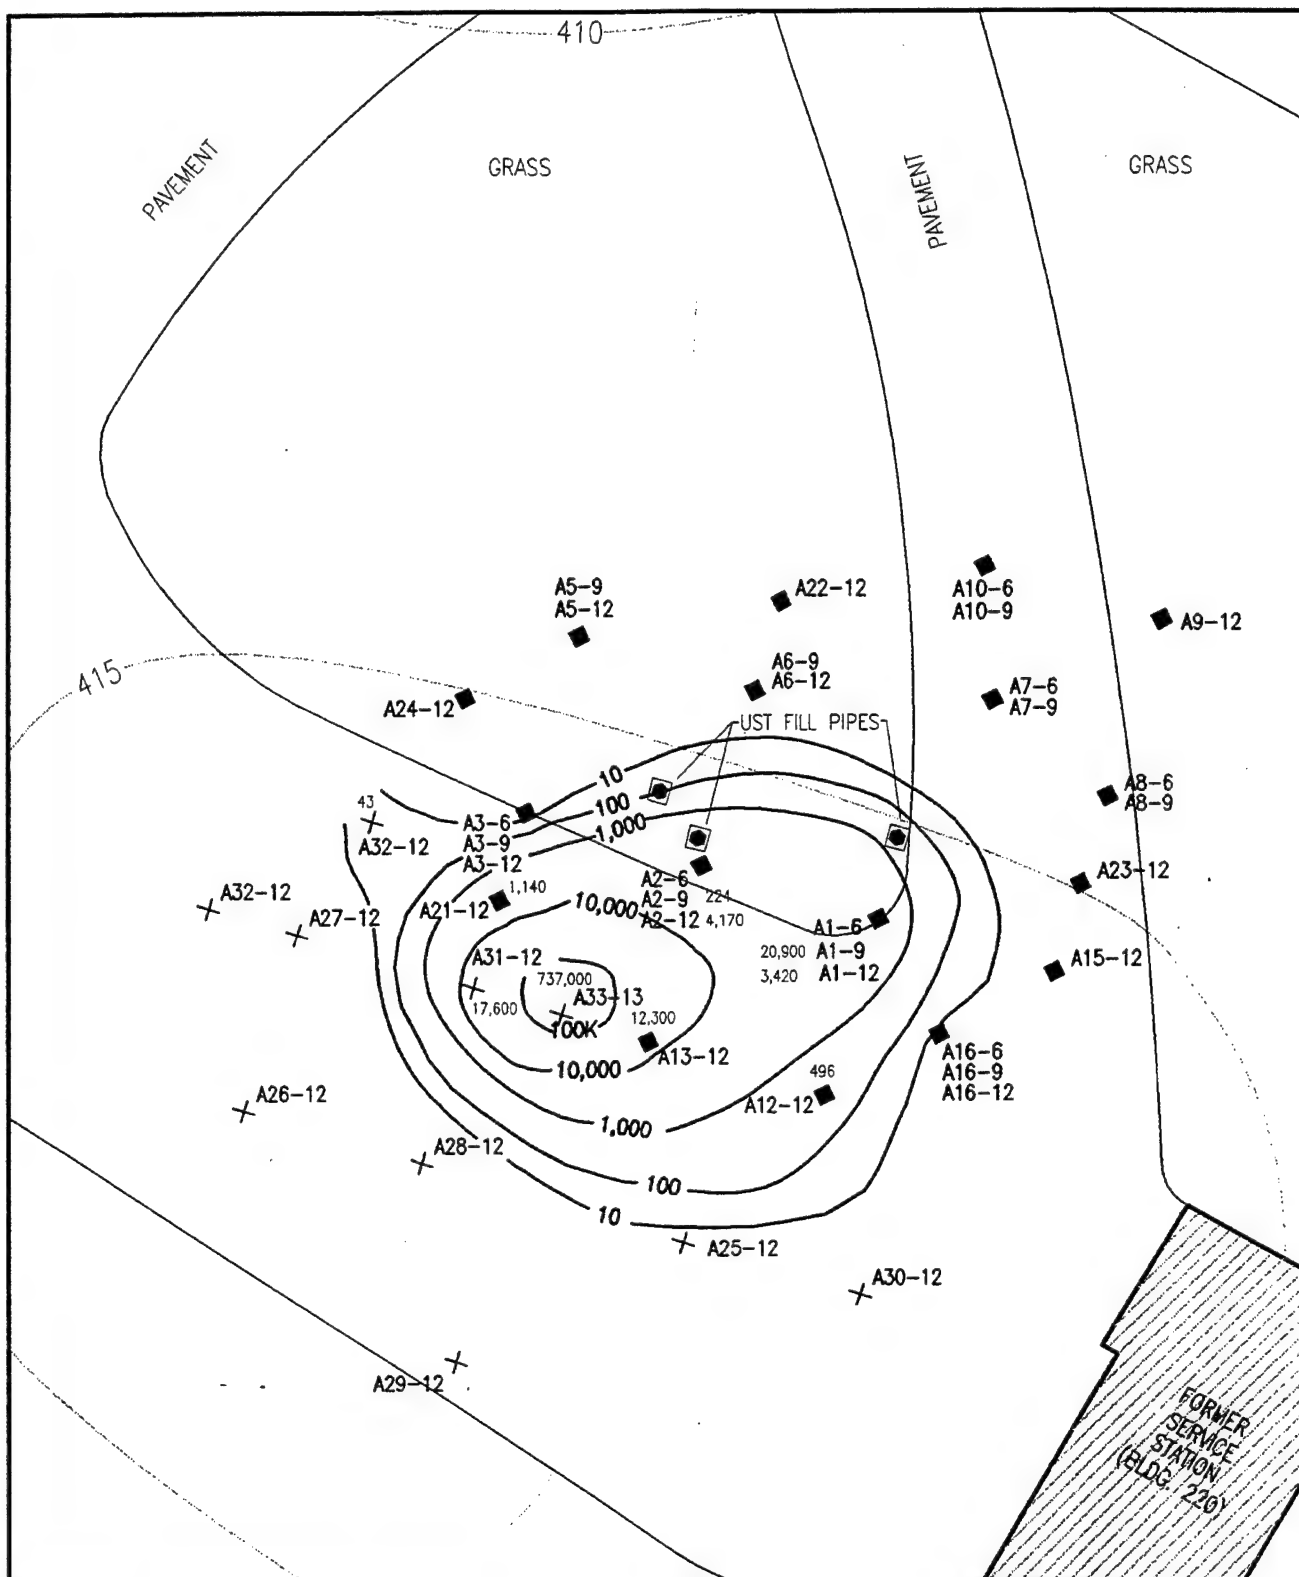 410
PAVEMENT
GRASS
PAVEMENT
GRASS
A5-9
A5-12
A22-12
A10-6
A10-9
A9-12
415
A24-12
A6-9
A6-12
A7-6
A7-9
UST FILL PIPES
10
100
1,000
A8-6
A8-9
43
A32-12
A3-6
A3-9
A3-12
A23-12
A32-12
A27-12
1,140
A21-12
10,000
A2-6
A2-9 224
A2-12 4,170
A1-6
20,900 A1-9
3,420 A1-12
A15-12
A31-12
17,600
737,000
A33-13
100K
12,300
A13-12
10,000
A16-6
A16-9
A16-12
496
A12-12
A26-12
1,000
A28-12
100
10
A25-12
A30-12
A29-12
FORMER
SERVICE
STATION
(BLDG. 220)